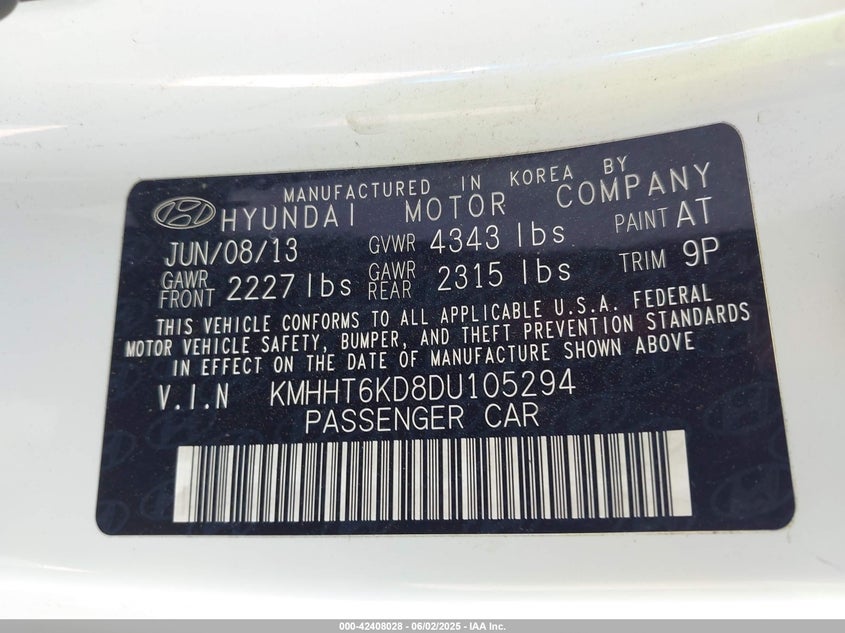 MANUFACTURED IN KOREA BY
HYUNDAI MOTOR COMPANY
JUN/08/13 GVWR 4343 lbs PAINT AT
GAWR FRONT 2227 lbs GAWR REAR 2315 lbs TRIM 9P
THIS VEHICLE CONFORMS TO ALL APPLICABLE U.S.A. FEDERAL
MOTOR VEHICLE SAFETY, BUMPER, AND THEFT PREVENTION STANDARDS
IN EFFECT ON THE DATE OF MANUFACTURE SHOWN ABOVE
V.I.N KMHHT6KD8DU105294
PASSENGER CAR
000-42408028 - 06/02/2025 - IAA Inc.